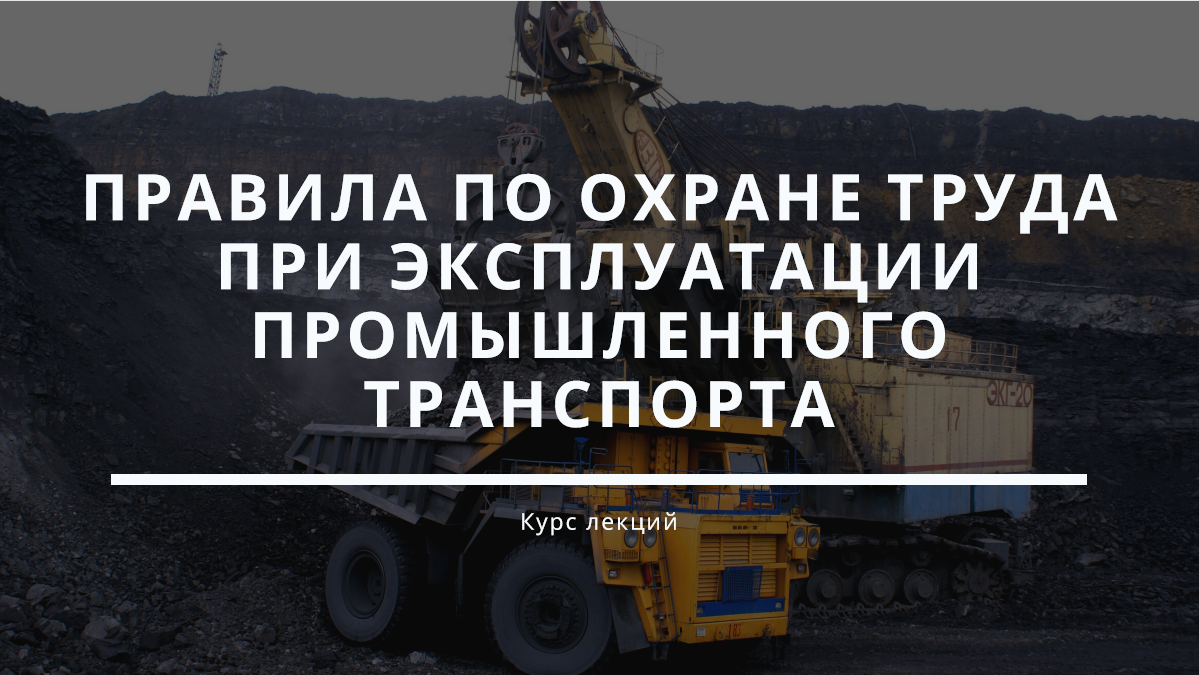 ПРАВИЛА ПО ОХРАНЕ ТРУДА
ПРИ ЭКСПЛУАТАЦИИ
ПРОМЫШЛЕННОГО
ТРАНСПОРТА
ЭКГ-20
17
Курс лекций